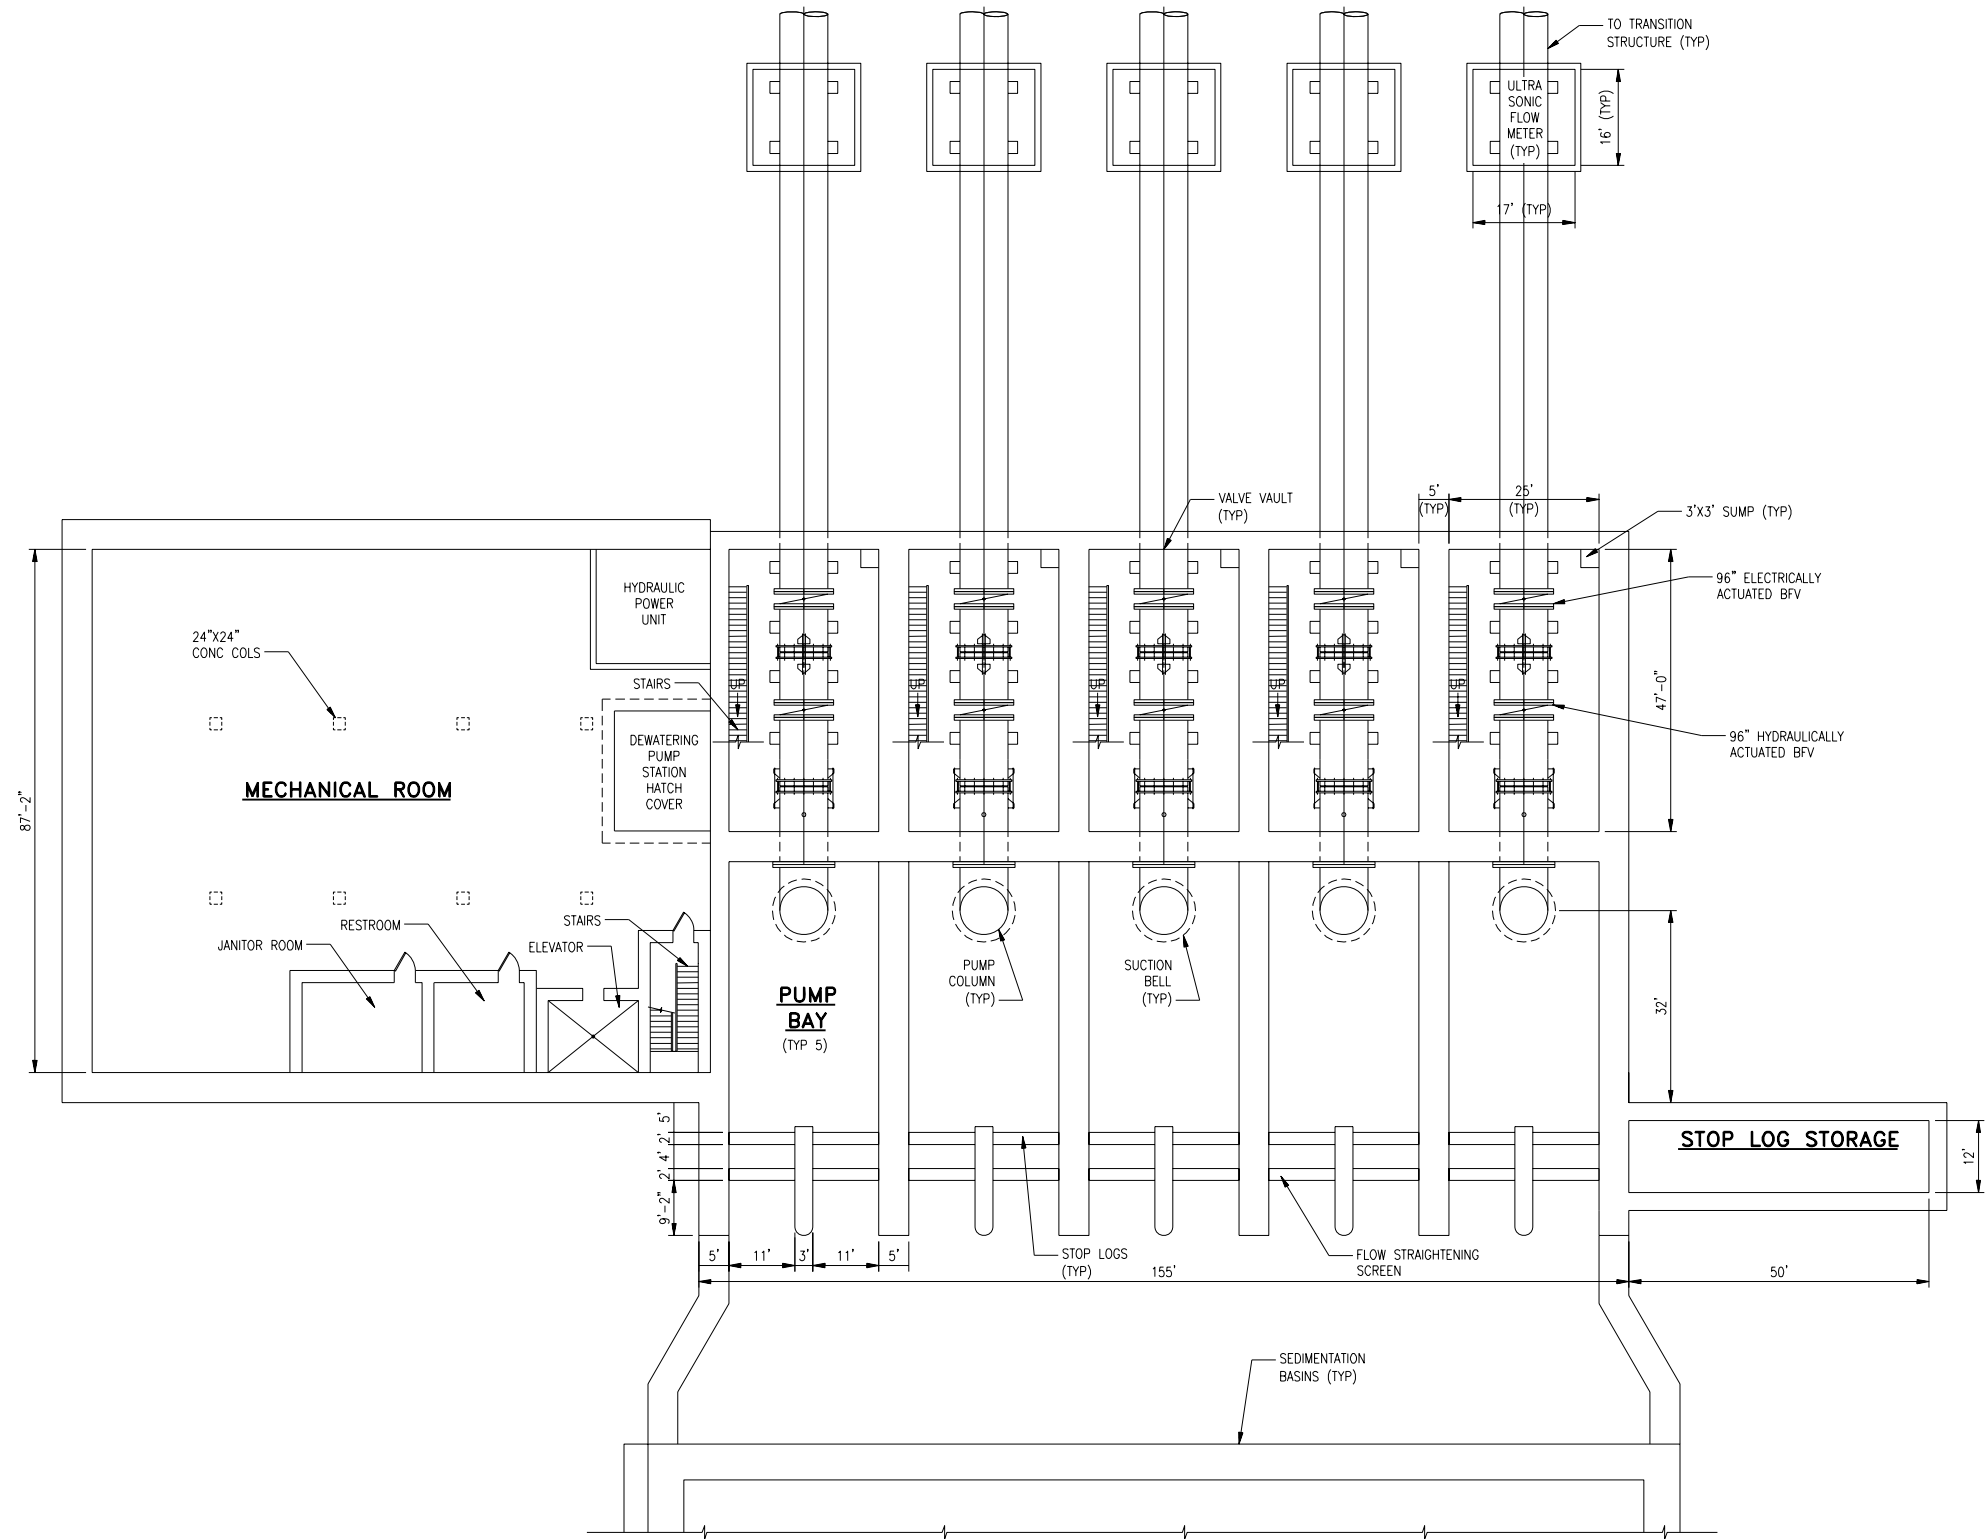 TO TRANSITION
STRUCTURE (TYP)
ULTRA
SONIC
FLOW
METER
(TYP)
16' (TYP)
17' (TYP)
VALVE VAULT
(TYP)
5'
(TYP)
25'
(TYP)
3'X3' SUMP (TYP)
96" ELECTRICALLY
ACTUATED BFV
HYDRAULIC
POWER
UNIT
24"X24"
CONC COLS
STAIRS
UP
UP
UP
UP
UP
47'-0"
96" HYDRAULICALLY
ACTUATED BFV
DEWATERING
PUMP
STATION
HATCH
COVER
MECHANICAL ROOM
87'-2"
RESTROOM
STAIRS
JANITOR ROOM
ELEVATOR
PUMP
COLUMN
(TYP)
SUCTION
BELL
(TYP)
PUMP
BAY
(TYP 5)
32'
5'
2'
4'
2'
9'-2"
STOP LOG STORAGE
12'
5'
11'
3'
11'
5'
STOP LOGS
(TYP)
FLOW STRAIGHTENING
SCREEN
155'
50'
SEDIMENTATION
BASINS (TYP)